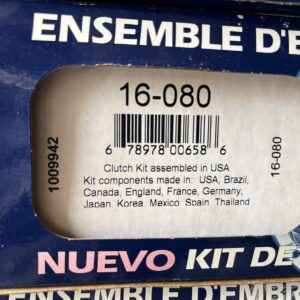 ENSEMBLE D'E
16-080
1009942
6 78978 00658 6
16-080
Clutch Kit assembled in USA
Kit components made in: USA, Brazil,
Canada, England, France, Germany,
Japan, Korea, Mexico, Spain, Thailand
NUEVO KIT DE
ENSEMBLE D'EMBR